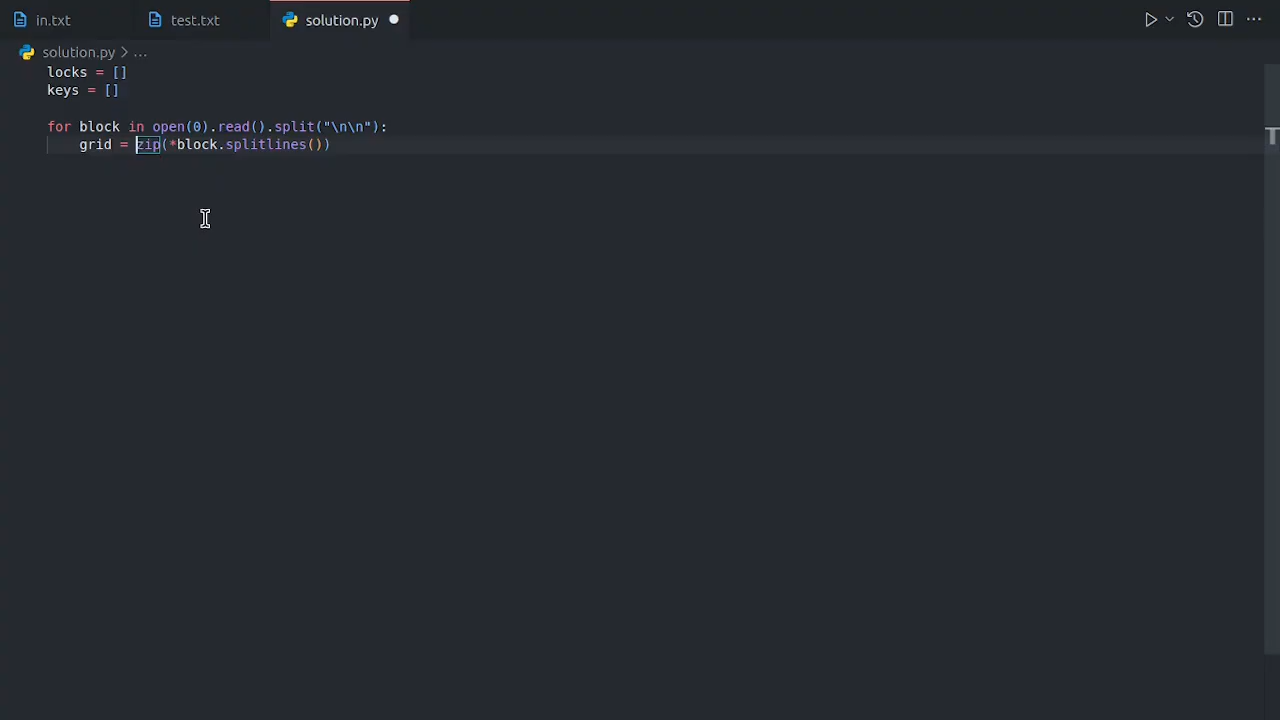 in.txt test.txt solution.py
solution.py > ...
locks = []
keys = []
for block in open(0).read().split("\n\n"):
    grid = zip(*block.splitlines())